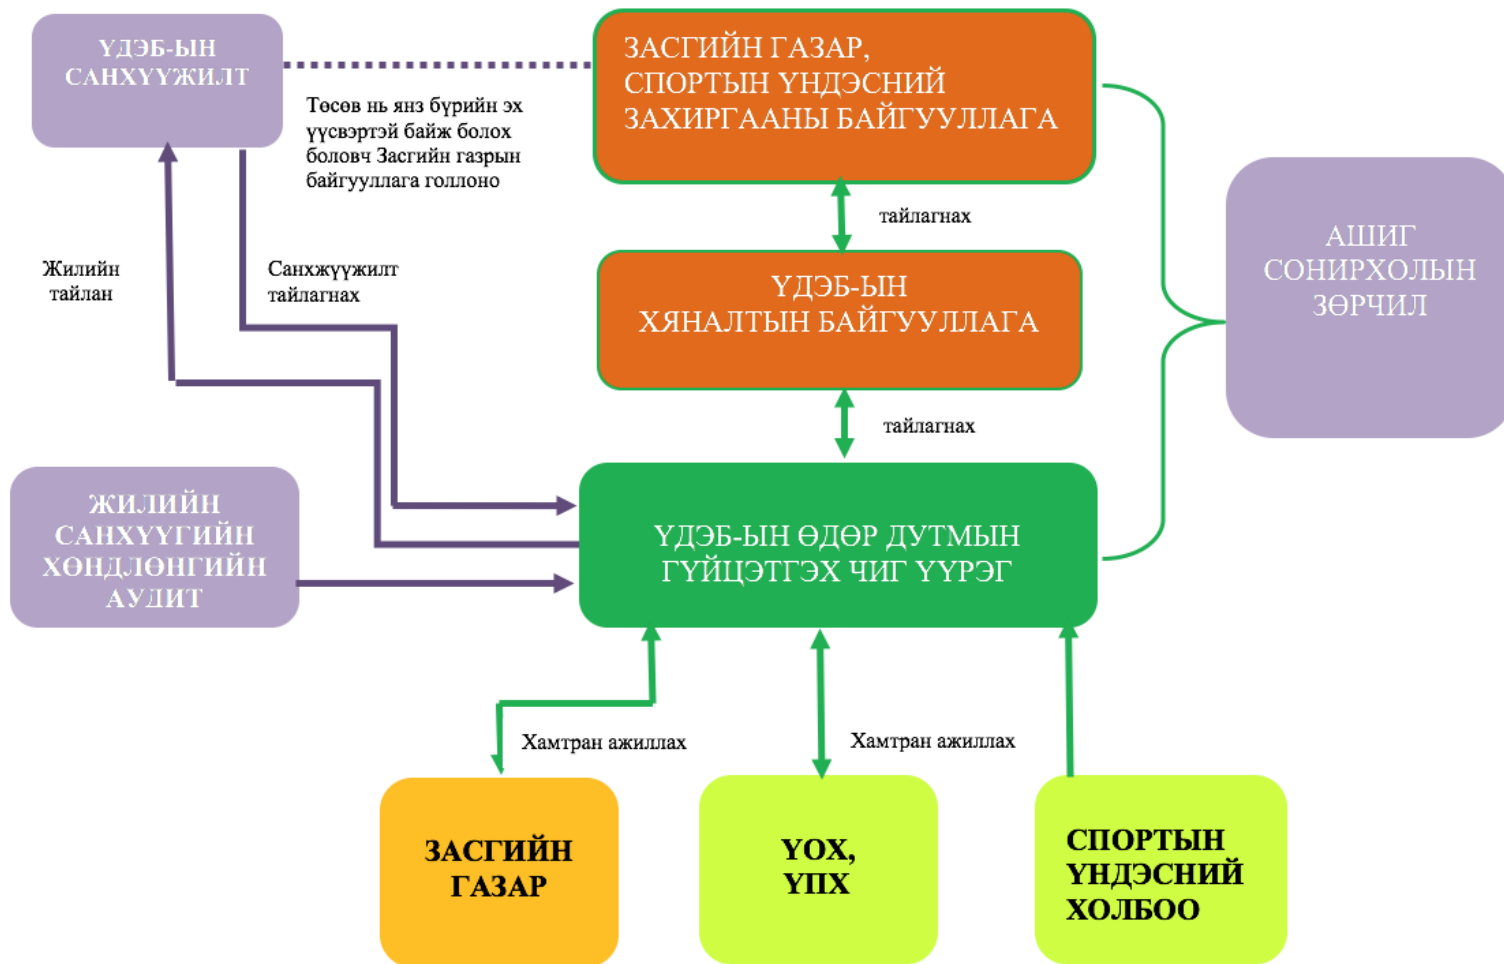 ҮДЭБ-ЫН
САНХҮҮЖИЛТ
ЗАСГИЙН ГАЗАР,
СПОРТЫН ҮНДЭСНИЙ
ЗАХИРГААНЫ БАЙГУУЛЛАГА
Төсөв нь янз бүрийн эх
үүсвэртэй байж болох
боловч Засгийн газрын
байгууллага голлоно
тайлагнах
АШИГ
СОНИРХОЛЫН
ЗӨРЧИЛ
Жилийн
тайлан
Санхжүүжилт
тайлагнах
ҮДЭБ-ЫН
ХЯНАЛТЫН БАЙГУУЛЛАГА
тайлагнах
ЖИЛИЙН
САНХҮҮГИЙН
ХӨНДЛӨНГИЙН
АУДИТ
ҮДЭБ-ЫН ӨДӨР ДУТМЫН
ГҮЙЦЭТГЭХ ЧИГ ҮҮРЭГ
Хамтран ажиллах
Хамтран ажиллах
ЗАСГИЙН
ГАЗАР
ҮОХ,
ҮПХ
СПОРТЫН
ҮНДЭСНИЙ
ХОЛБОО